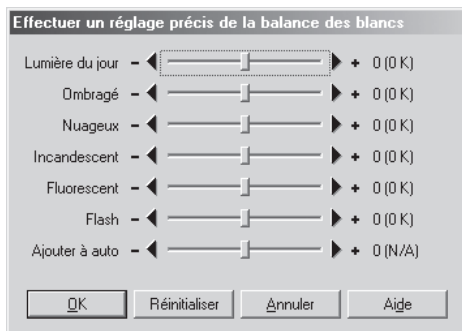 Effectuer un réglage précis de la balance des blancs
Lumière du jour - + 0 (0 K)
Ombragé - + 0 (0 K)
Nuageux - + 0 (0 K)
Incandescent - + 0 (0 K)
Fluorescent - + 0 (0 K)
Flash - + 0 (0 K)
Ajouter à auto - + 0 (N/A)
OK Réinitialiser Annuler Aide